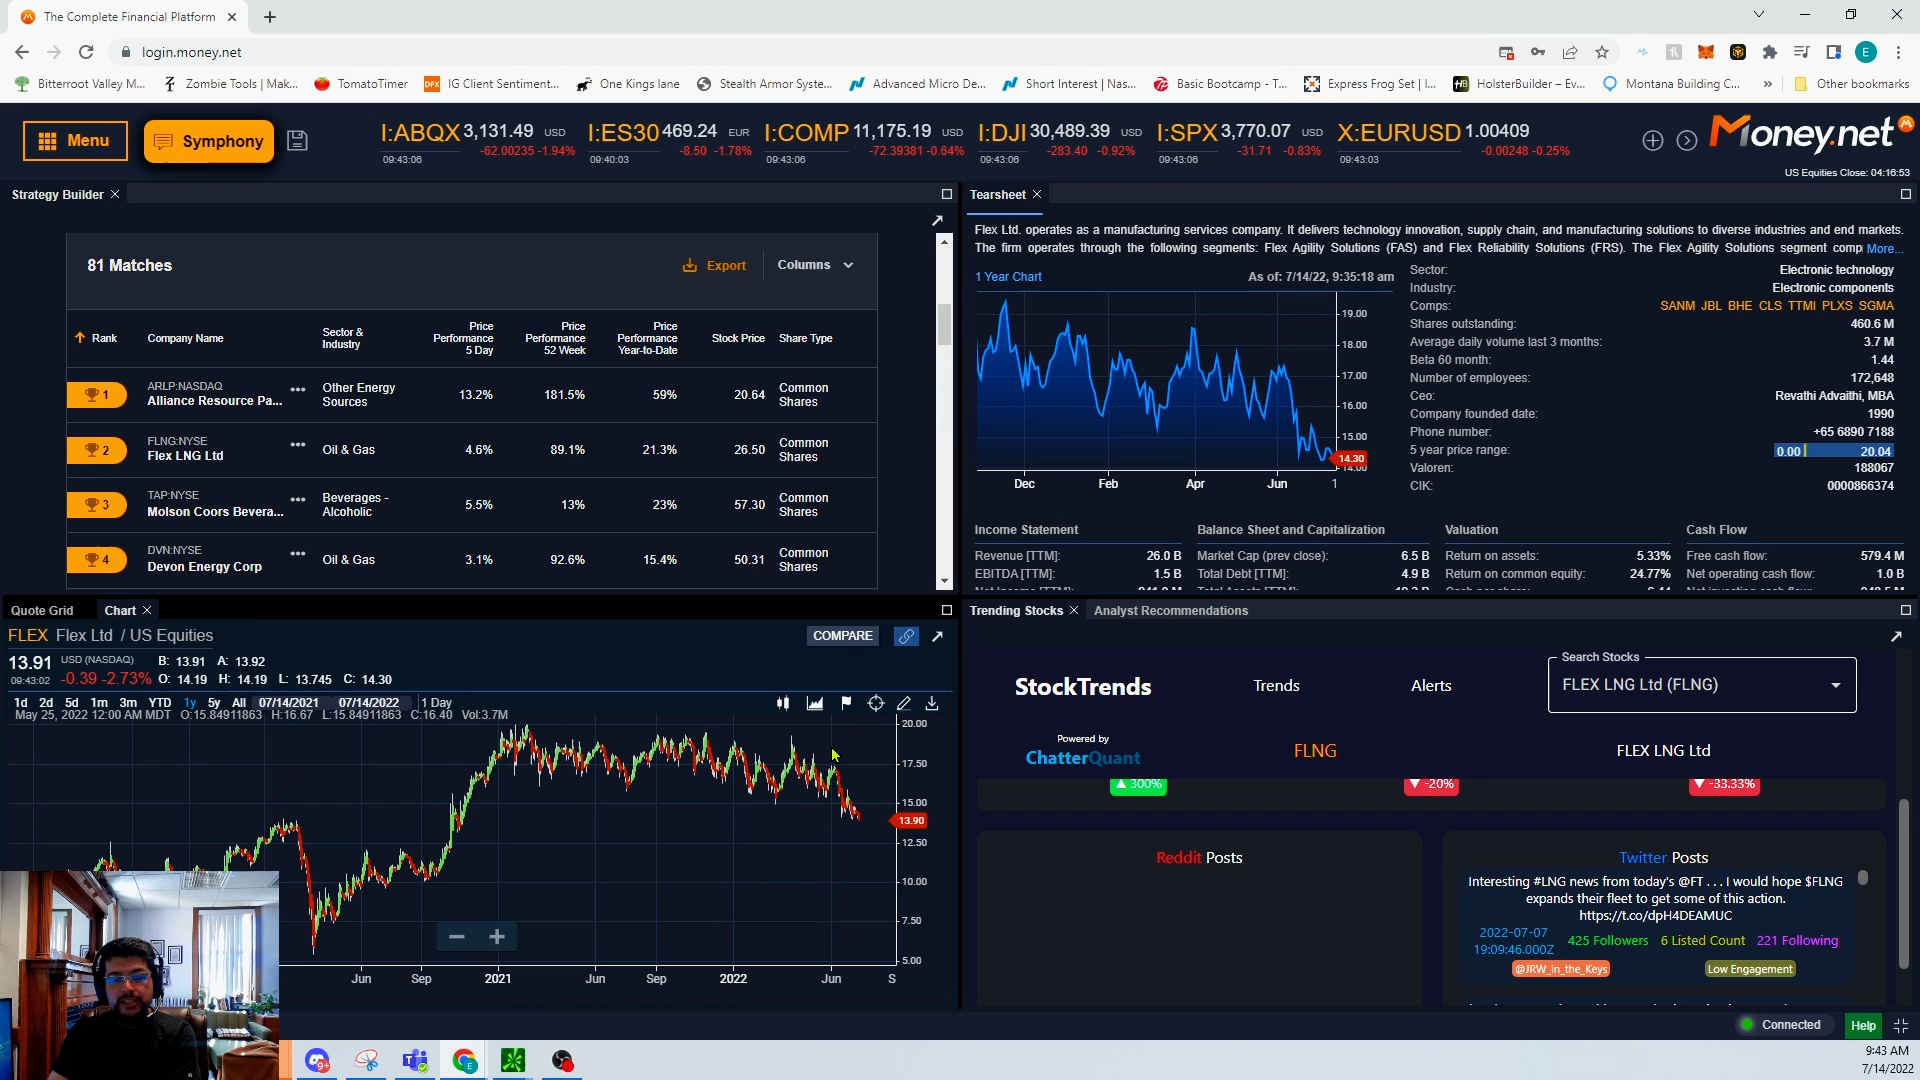 The Complete Financial Platform
login.money.net
E
Bitterroot Valley M...
Zombie Tools | Mak...
TomatoTimer
DFX IG Client Sentiment...
One Kings lane
Stealth Armor Syste...
Advanced Micro De...
Short Interest | Nas...
Basic Bootcamp - T...
Express Frog Set | I...
HB HolsterBuilder – Ev...
Montana Building C...
» Other bookmarks
Menu
Symphony
I:ABQX 3,131.49 USD
09:43:06 -62.00235 -1.94%
I:ES30 469.24 EUR
09:40:03 -8.50 -1.78%
I:COMP 11,175.19 USD
09:43:06 -72.39381 -0.64%
I:DJI 30,489.39 USD
09:43:06 -283.40 -0.92%
I:SPX 3,770.07 USD
09:43:06 -31.71 -0.83%
X:EURUSD 1.00409
09:43:03 -0.00248 -0.25%
Money.net
US Equities Close: 04:16:53
Strategy Builder
81 Matches
Export
Columns
Rank
Company Name
Sector &
Industry
Price
Performance
5 Day
Price
Performance
52 Week
Price
Performance
Year-to-Date
Stock Price
Share Type
1
ARLP:NASDAQ
Alliance Resource Pa...
Other Energy
Sources
13.2% 181.5% 59% 20.64
Common
Shares
2
FLNG:NYSE
Flex LNG Ltd
Oil & Gas
4.6% 89.1% 21.3% 26.50
Common
Shares
3
TAP:NYSE
Molson Coors Bevera...
Beverages -
Alcoholic
5.5% 13% 23% 57.30
Common
Shares
4
DVN:NYSE
Devon Energy Corp
Oil & Gas
3.1% 92.6% 15.4% 50.31
Common
Shares
Tearsheet
Flex Ltd. operates as a manufacturing services company. It delivers technology innovation, supply chain, and manufacturing solutions to diverse industries and end markets.
The firm operates through the following segments: Flex Agility Solutions (FAS) and Flex Reliability Solutions (FRS). The Flex Agility Solutions segment comp More...
1 Year Chart
As of: 7/14/22, 9:35:18 am
19.00
18.00
17.00
16.00
15.00
14.30
14.00
Dec Feb Apr Jun 1
Sector: Electronic technology
Industry: Electronic components
Comps: SANM JBL BHE CLS TTMI PLXS SGMA
Shares outstanding: 460.6 M
Average daily volume last 3 months: 3.7 M
Beta 60 month: 1.44
Number of employees: 172,648
Ceo: Revathi Advaithi, MBA
Company founded date: 1990
Phone number: +65 6890 7188
5 year price range: 0.00 20.04
Valoren: 188067
CIK: 0000866374
Income Statement
Revenue [TTM]: 26.0 B
EBITDA [TTM]: 1.5 B
Balance Sheet and Capitalization
Market Cap (prev close): 6.5 B
Total Debt [TTM]: 4.9 B
Valuation
Return on assets: 5.33%
Return on common equity: 24.77%
Cash Flow
Free cash flow: 579.4 M
Net operating cash flow: 1.0 B
Quote Grid
Chart
FLEX Flex Ltd / US Equities
COMPARE
13.91 USD (NASDAQ) B: 13.91 A: 13.92
09:43:02 -0.39 -2.73% O: 14.19 H: 14.19 L: 13.745 C: 14.30
1d 2d 5d 1m 3m YTD 1y 5y All 07/14/2021 07/14/2022 1 Day
May 25, 2022 12:00 AM MDT O:15.84911863 H:16.67 L:15.84911863 C:16.40 Vol:3.7M
20.00
17.50
15.00
13.90
12.50
10.00
7.50
5.00
Jun Sep 2021 Jun Sep 2022 Jun S
Trending Stocks
Analyst Recommendations
StockTrends
Trends
Alerts
Search Stocks
FLEX LNG Ltd (FLNG)
Powered by
ChatterQuant
FLNG
FLEX LNG Ltd
300%
-20%
-33.33%
Reddit Posts
Twitter Posts
Interesting #LNG news from today's @FT . . . I would hope $FLNG
expands their fleet to get some of this action.
https://t.co/dpH4DEAMUC
2022-07-07
19:09:46.000Z
425 Followers
6 Listed Count
221 Following
@JRW_in_the_Keys
Low Engagement
Connected
Help
9+
E
9:43 AM
7/14/2022